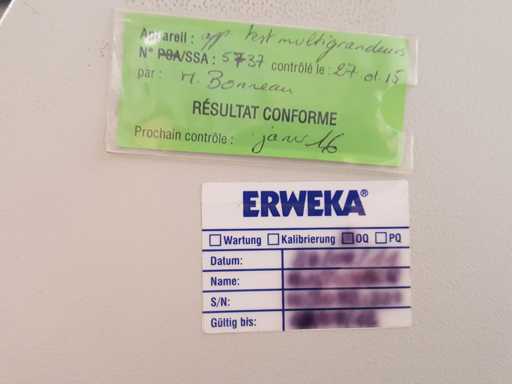 Appareil : app test multigrandeurs
N° PSA/SSA : 5737 contrôlé le : 27 01 15
par : M. Bonneau
RÉSULTAT CONFORME
Prochain contrôle : janv 16
ERWEKA®
Wartung Kalibrierung OQ PQ
Datum:
Name:
S/N:
Gültig bis: